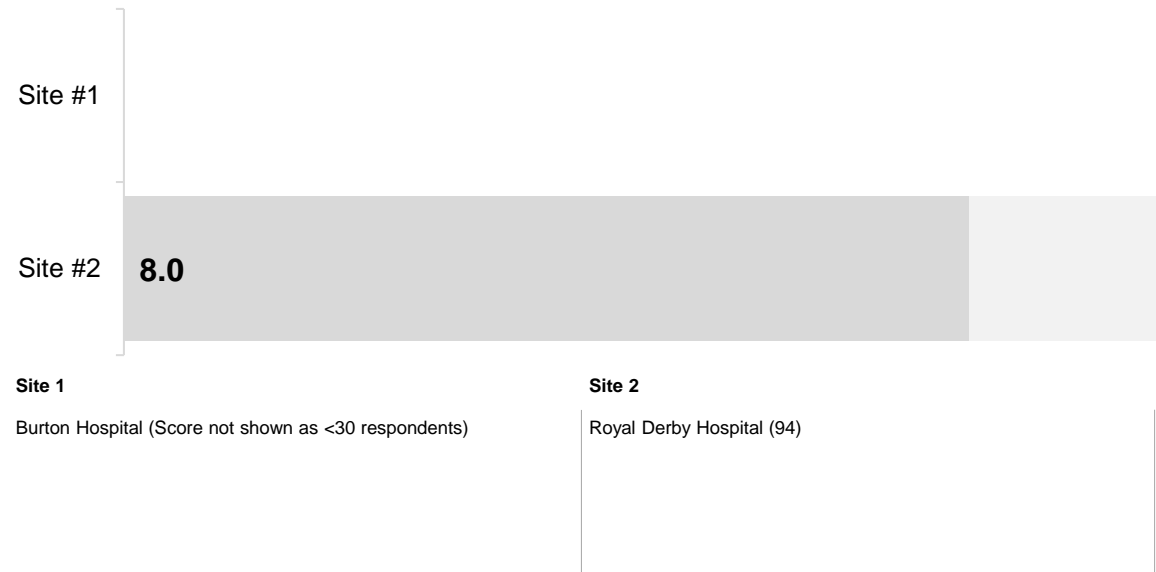 Site #1
Site #2
8.0
Site 1
Site 2
Burton Hospital (Score not shown as <30 respondents)
Royal Derby Hospital (94)